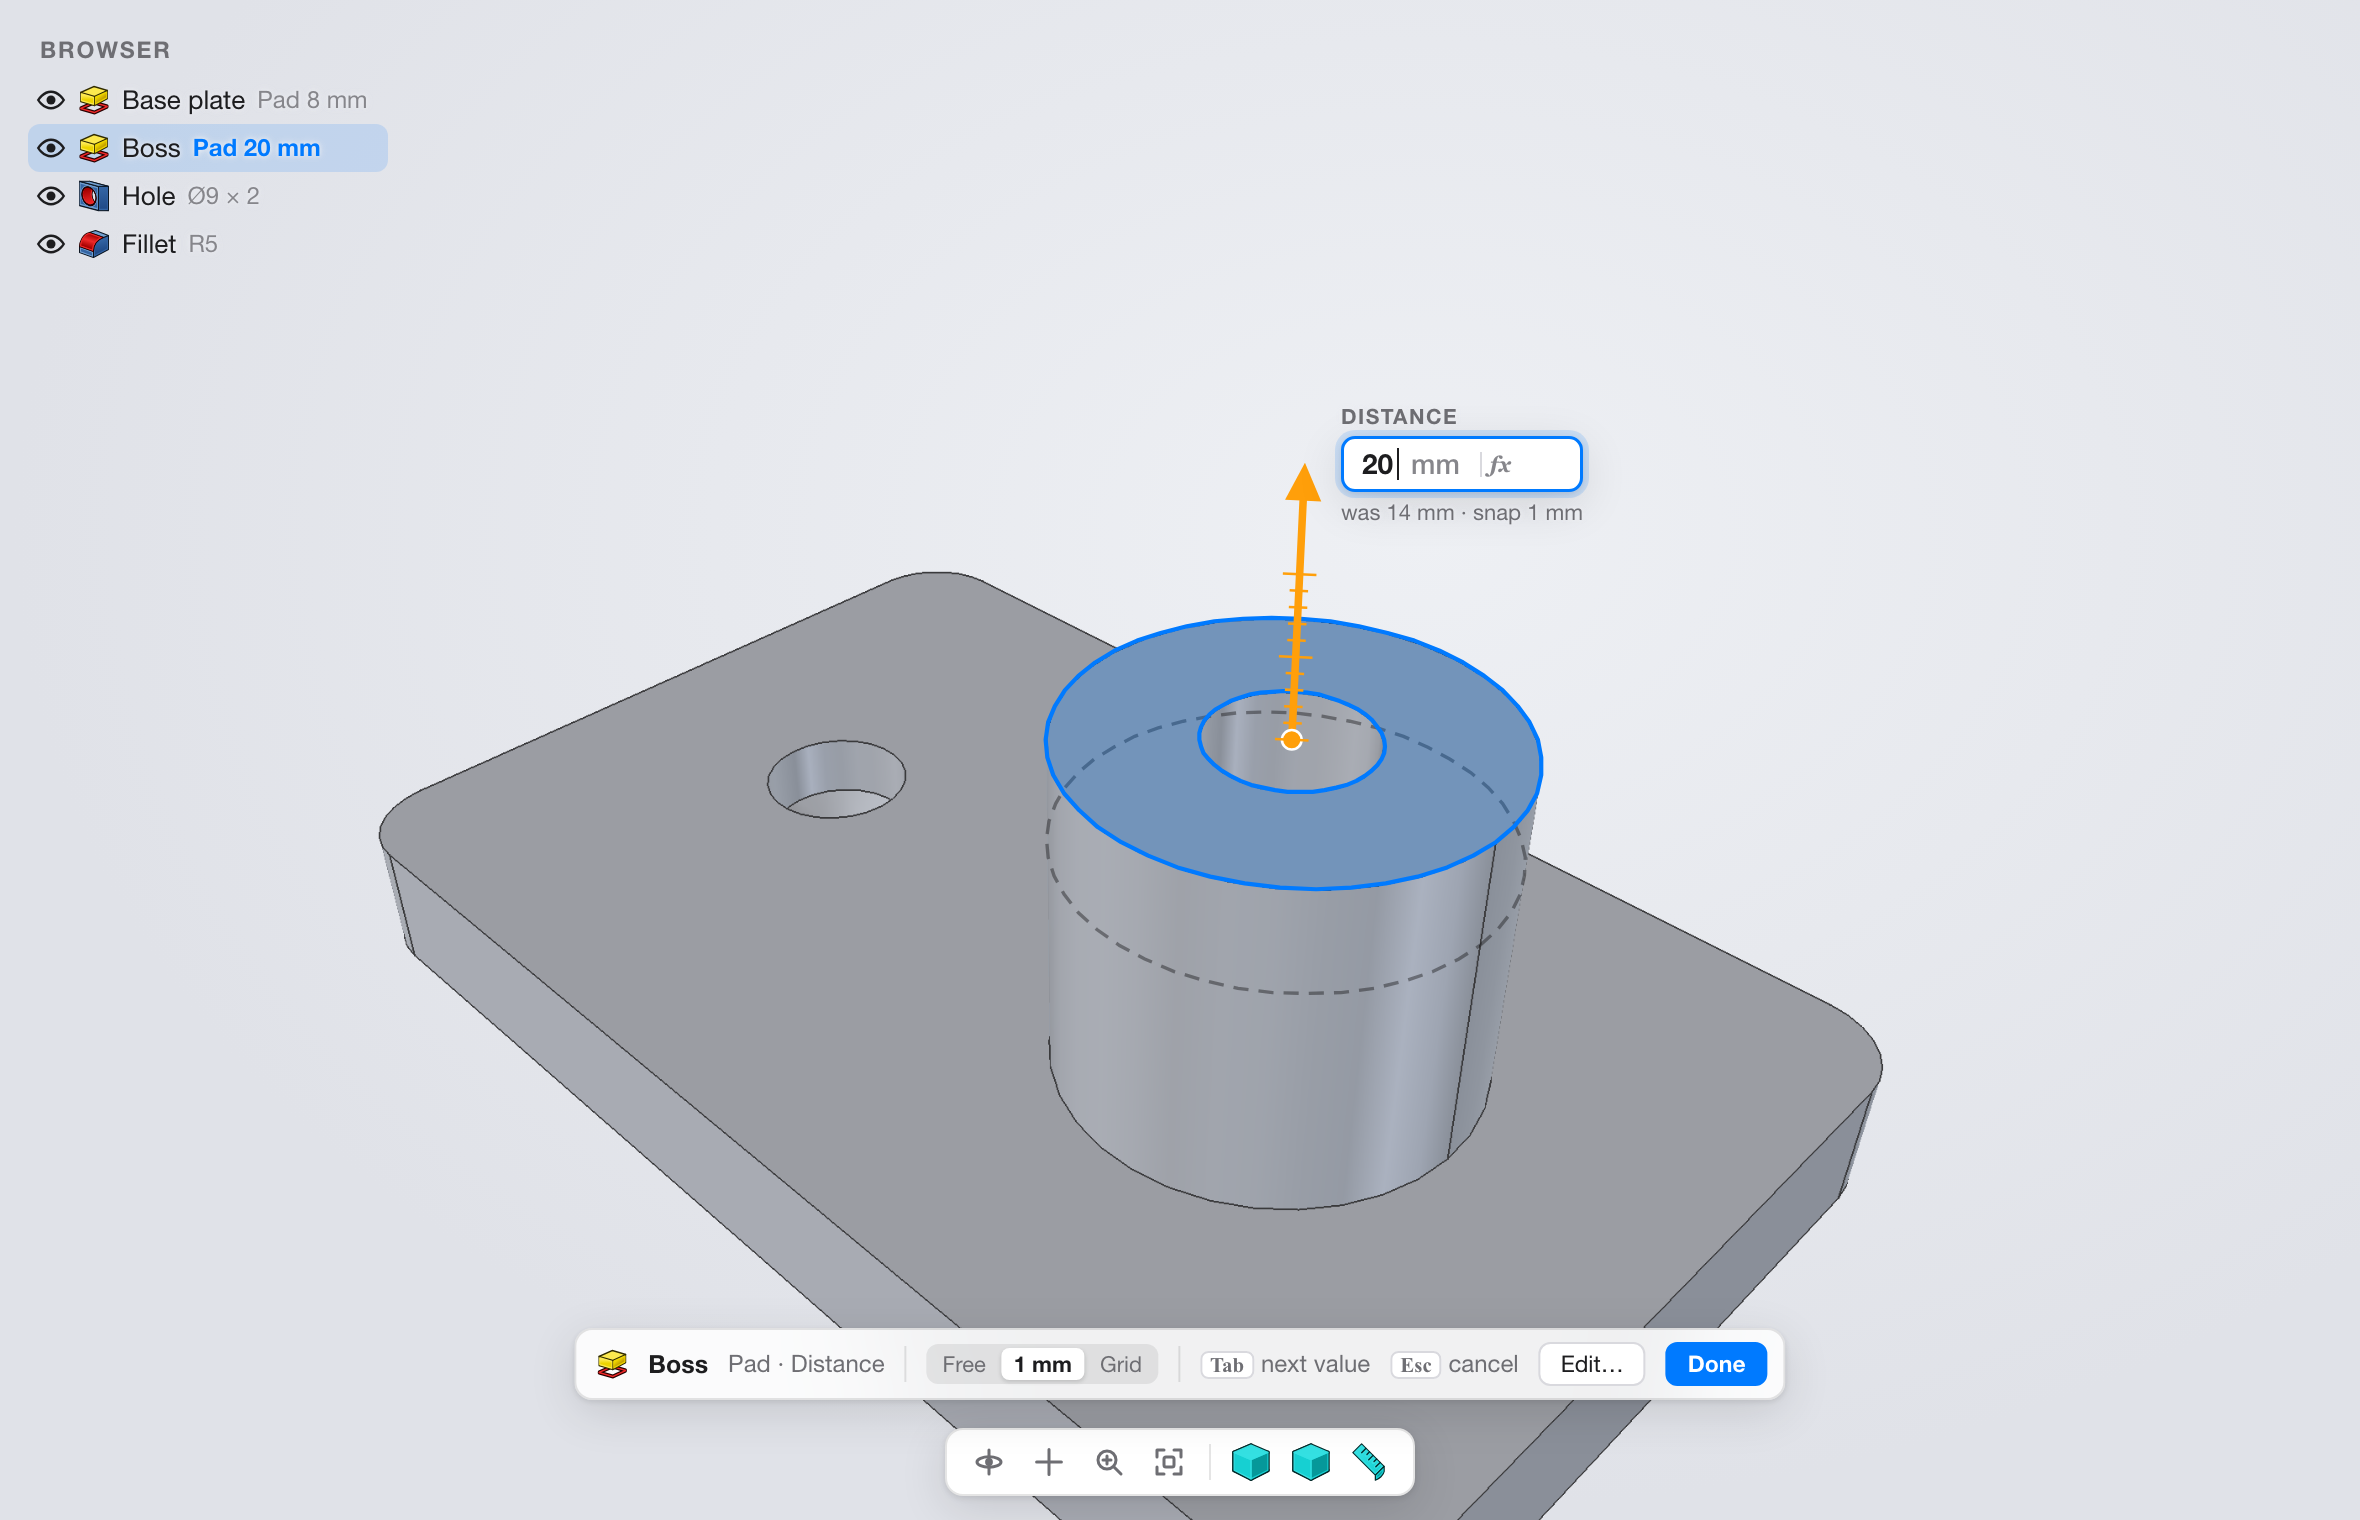 BROWSER
Base plate Pad 8 mm
Boss Pad 20 mm
Hole Ø9 × 2
Fillet R5
DISTANCE
20 mm fx
was 14 mm · snap 1 mm
Boss Pad · Distance Free 1 mm Grid Tab next value Esc cancel Edit... Done